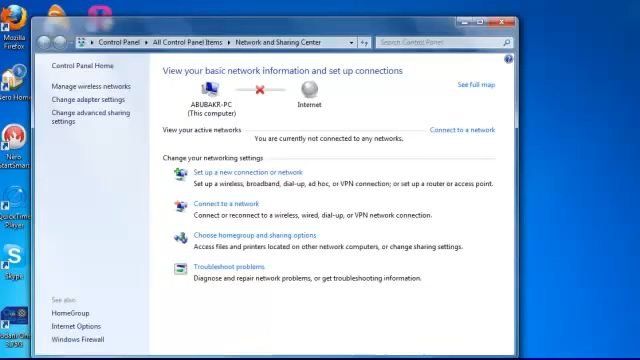 Mozilla
Firefox
Nero Home
Nero
StartSmart
QuickTime
Player
Skype
Control Panel
All Control Panel Items
Network and Sharing Center
Search Control Panel
Control Panel Home
Manage wireless networks
Change adapter settings
Change advanced sharing
settings
See also
HomeGroup
Internet Options
Windows Firewall
View your basic network information and set up connections
See full map
ABUBAKR-PC
(This computer)
Internet
View your active networks
Connect to a network
You are currently not connected to any networks.
Change your networking settings
Set up a new connection or network
Set up a wireless, broadband, dial-up, ad hoc, or VPN connection; or set up a router or access point.
Connect to a network
Connect or reconnect to a wireless, wired, dial-up, or VPN network connection.
Choose homegroup and sharing options
Access files and printers located on other network computers, or change sharing settings.
Troubleshoot problems
Diagnose and repair network problems, or get troubleshooting information.